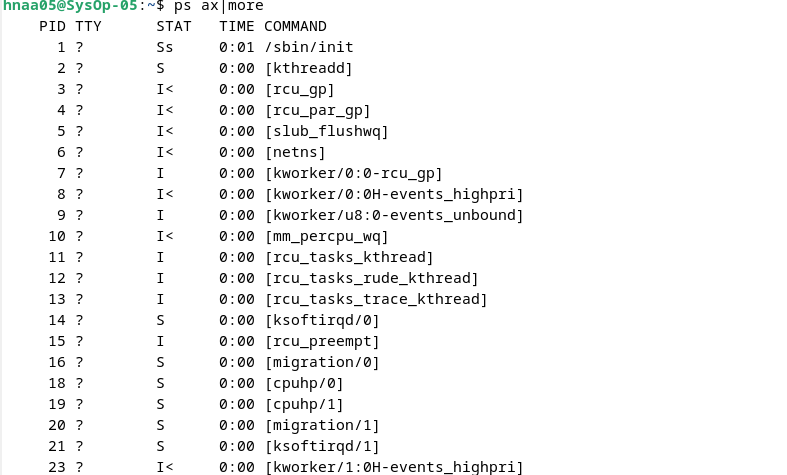 hnaa05@SysOp-05:~$ ps ax|more
    PID TTY      STAT   TIME COMMAND
      1 ?        Ss     0:01 /sbin/init
      2 ?        S      0:00 [kthreadd]
      3 ?        I<     0:00 [rcu_gp]
      4 ?        I<     0:00 [rcu_par_gp]
      5 ?        I<     0:00 [slub_flushwq]
      6 ?        I<     0:00 [netns]
      7 ?        I      0:00 [kworker/0:0-rcu_gp]
      8 ?        I<     0:00 [kworker/0:0H-events_highpri]
      9 ?        I      0:00 [kworker/u8:0-events_unbound]
     10 ?        I<     0:00 [mm_percpu_wq]
     11 ?        I      0:00 [rcu_tasks_kthread]
     12 ?        I      0:00 [rcu_tasks_rude_kthread]
     13 ?        I      0:00 [rcu_tasks_trace_kthread]
     14 ?        S      0:00 [ksoftirqd/0]
     15 ?        I      0:00 [rcu_preempt]
     16 ?        S      0:00 [migration/0]
     18 ?        S      0:00 [cpuhp/0]
     19 ?        S      0:00 [cpuhp/1]
     20 ?        S      0:00 [migration/1]
     21 ?        S      0:00 [ksoftirqd/1]
     23 ?        I<     0:00 [kworker/1:0H-events_highpri]